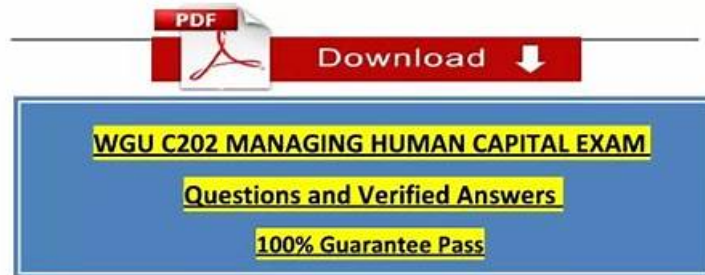 PDF
Download
WGU C202 MANAGING HUMAN CAPITAL EXAM
Questions and Verified Answers
100% Guarantee Pass